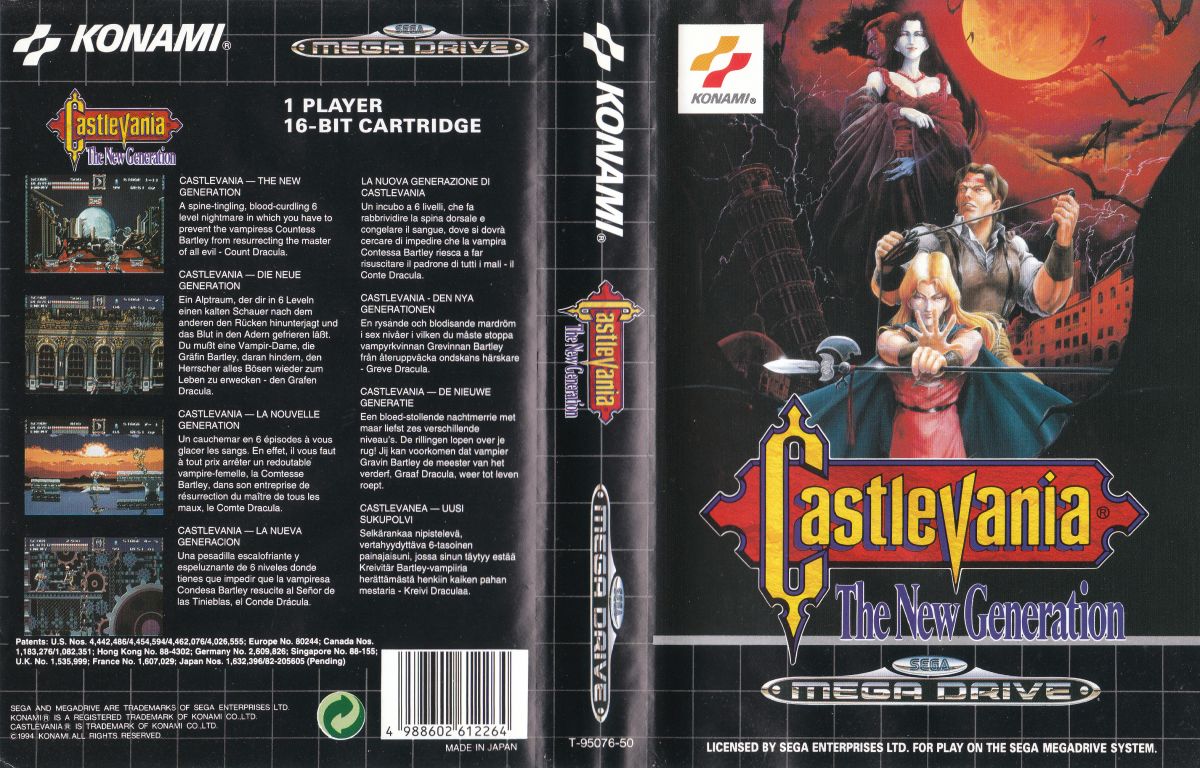 KONAMI®
SEGA
MEGA DRIVE
Castlevania
The New Generation
1 PLAYER
16-BIT CARTRIDGE
CASTLEVANIA — THE NEW
GENERATION
A spine-tingling, blood-curdling 6
level nightmare in which you have to
prevent the vampiress Countess
Bartley from resurrecting the master
of all evil - Count Dracula.
CASTLEVANIA — DIE NEUE
GENERATION
Ein Alptraum, der dir in 6 Leveln
einen kalten Schauer nach dem
anderen den Rücken hinunterjagt und
das Blut in den Adern gefrieren läßt.
Du mußt eine Vampir-Dame, die
Gräfin Bartley, daran hindern, den
Herrscher alles Bösen wieder zum
Leben zu erwecken - den Grafen
Dracula.
CASTLEVANIA — LA NOUVELLE
GENERATION
Un cauchemar en 6 épisodes à vous
glacer les sangs. En effet, il vous faut
à tout prix arrêter un redoutable
vampire-femelle, la Comtesse
Bartley, dans son entreprise de
résurrection du maître de tous les
maux, le Comte Dracula.
CASTLEVANIA — LA NUEVA
GENERACION
Una pesadilla escalofriante y
espeluznante de 6 niveles donde
tienes que impedir que la vampiresa
Condesa Bartley resucite al Señor de
las Tinieblas, el Conde Drácula.
LA NUOVA GENERAZIONE DI
CASTLEVANIA
Un incubo a 6 livelli, che fa
rabbrividire la spina dorsale e
congelare il sangue, dove si dovrà
cercare di impedire che la vampira
Contessa Bartley riesca a far
risuscitare il padrone di tutti i mali - il
Conte Dracula.
CASTLEVANIA - DEN NYA
GENERATIONEN
En rysande och blodisande mardröm
i sex nivåer i vilken du måste stoppa
vampyrkvinnan Grevinnan Bartley
från återuppväcka ondskans härskare
- Greve Dracula.
CASTLEVANIA — DE NIEUWE
GENERATIE
Een bloed-stollende nachtmerrie met
maar liefst zes verschillende
niveau's. De rillingen lopen over je
rug! Jij kan voorkomen dat vampier
Gravin Bartley de meester van het
verderf, Graaf Dracula, weer tot leven
roept.
CASTLEVANEA — UUSI
SUKUPOLVI
Selkärankaa nipistelevä,
vertahyydyttävä 6-tasoinen
painajaisuni, jossa sinun täytyy estää
Kreivitär Bartley-vampiiria
herättämästä henkiin kaiken pahan
mestaria - Kreivi Draculaa.
Patents: U.S. Nos. 4,442,486/4,454,594/4,462,076/4,026,555; Europe No. 80244; Canada Nos.
1,183,276/1,082,351; Hong Kong No. 88-4302; Germany No. 2,609,826; Singapore No. 88-155;
U.K. No. 1,535,999; France No. 1,607,029; Japan Nos. 1,632,396/82-205605 (Pending)
SEGA AND MEGADRIVE ARE TRADEMARKS OF SEGA ENTERPRISES LTD.
KONAMI® IS A REGISTERED TRADEMARK OF KONAMI CO.,LTD.
CASTLEVANIA® IS TRADEMARK OF KONAMI CO.,LTD.
©1994 KONAMI. ALL RIGHTS RESERVED.
4 988602 612264
MADE IN JAPAN
KONAMI®
Castlevania
The New Generation
SEGA
MEGA DRIVE
T-95076-50
KONAMI®
Castlevania®
The New Generation
SEGA
MEGA DRIVE
LICENSED BY SEGA ENTERPRISES LTD. FOR PLAY ON THE SEGA MEGADRIVE SYSTEM.